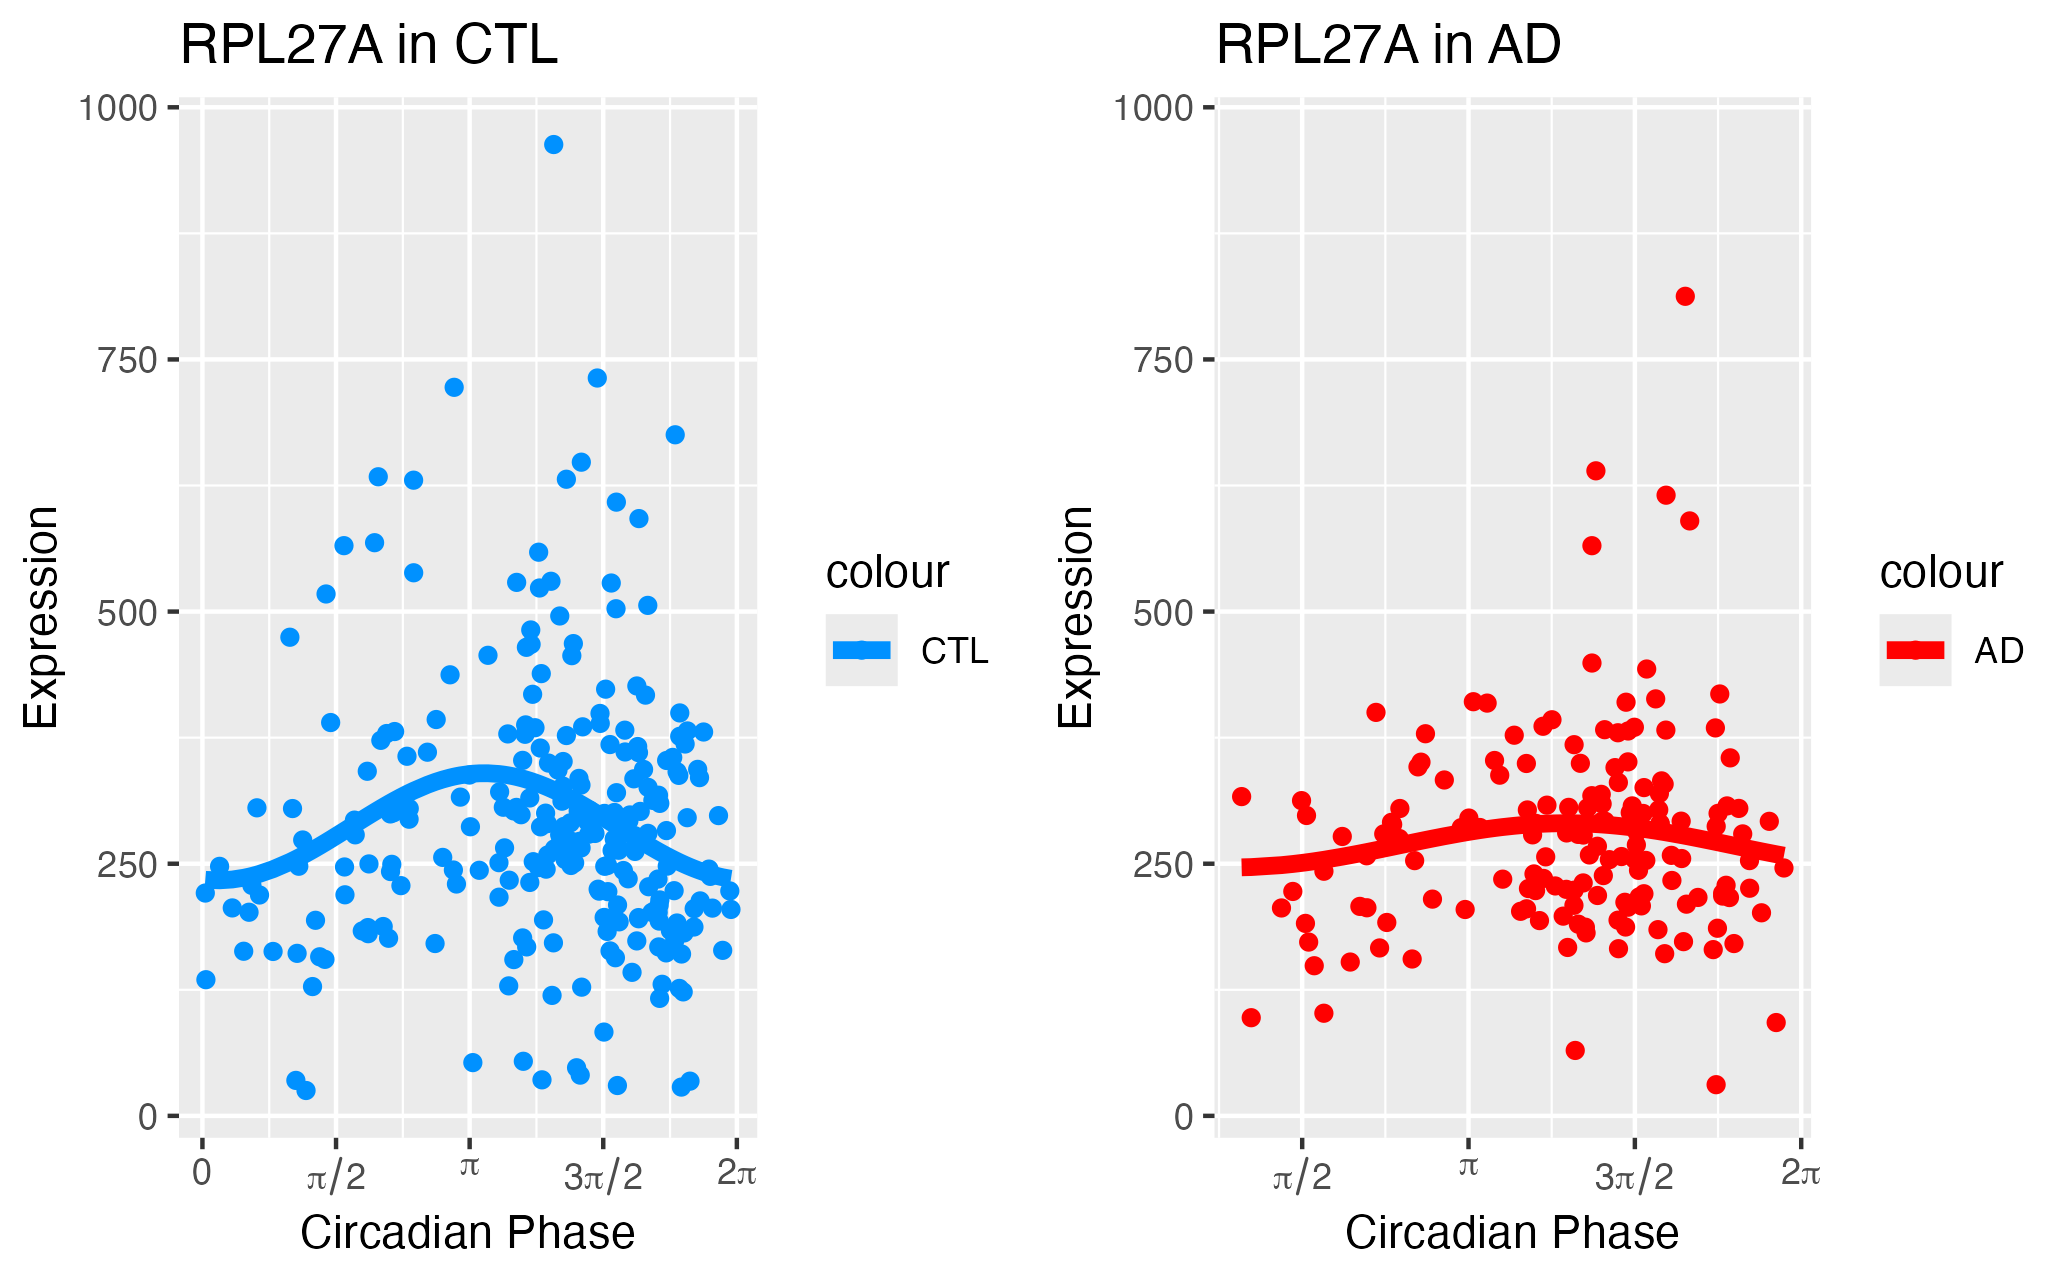 RPL27A in CTL
1000
750
500
250
0
Expression
0 π/2 π 3π/2 2π
Circadian Phase
colour
CTL
RPL27A in AD
1000
750
500
250
0
Expression
π/2 π 3π/2 2π
Circadian Phase
colour
AD